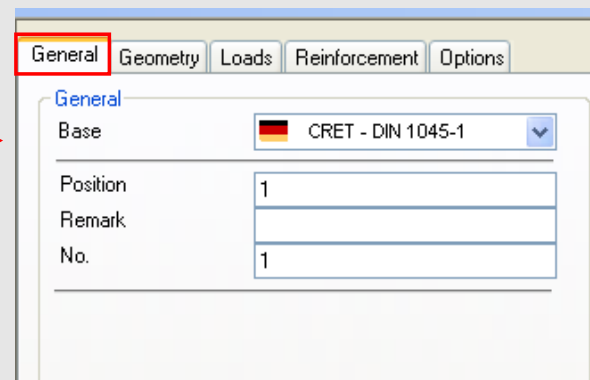 General Geometry Loads Reinforcement Options
General
Base CRET - DIN 1045-1
Position 1
Remark
No. 1